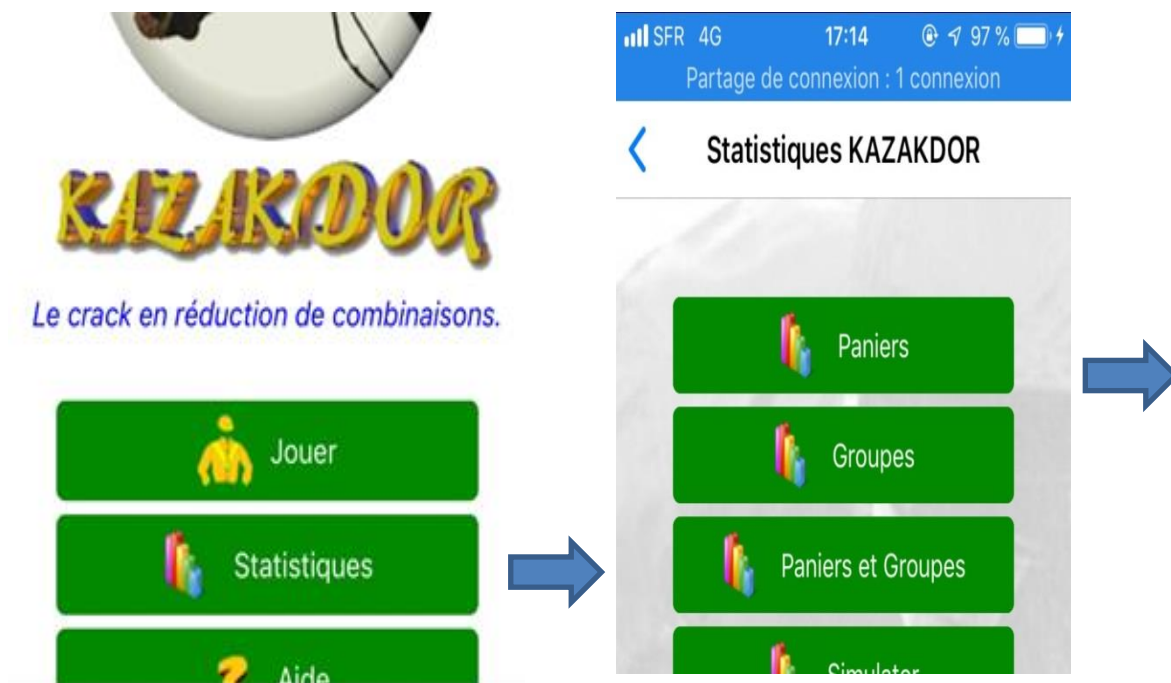 KAZAKDOR
Le crack en réduction de combinaisons.
Jouer
Statistiques
Aide
SFR 4G 17:14 97 %
Partage de connexion : 1 connexion
Statistiques KAZAKDOR
Paniers
Groupes
Paniers et Groupes
Simulator